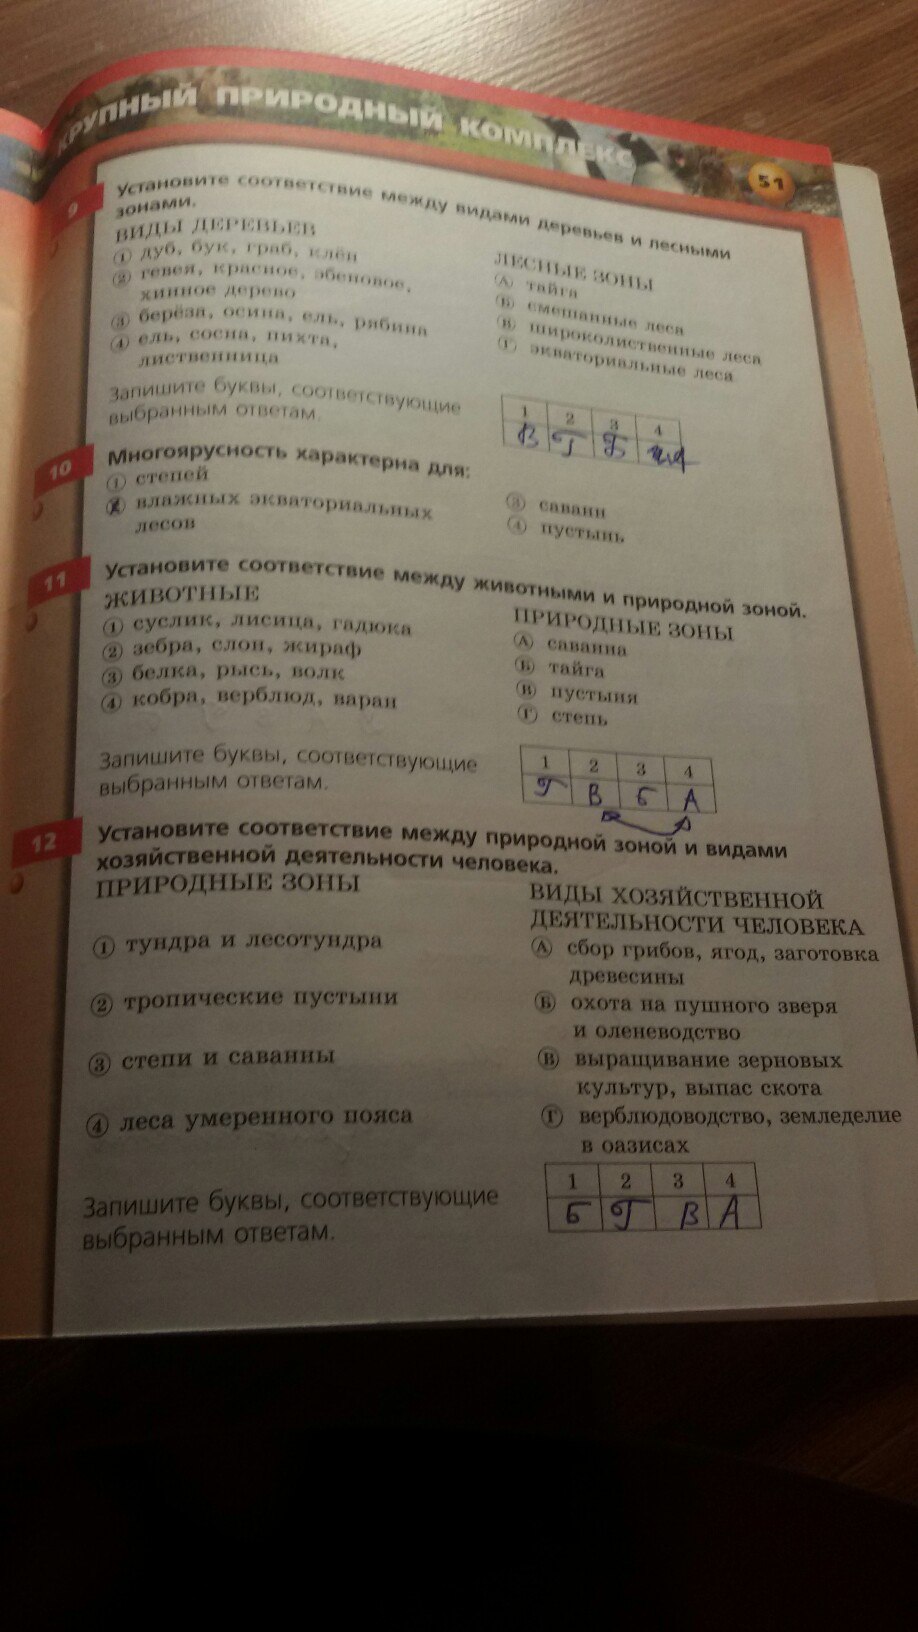 КРУПНЫЙ ПРИРОДНЫЙ КОМПЛЕКС
51
9
Установите соответствие между видами деревьев и лесными
зонами.
ВИДЫ ДЕРЕВЬЕВ
1 дуб, бук, граб, клён
2 гевея, красное, эбеновое,
хинное дерево
3 берёза, осина, ель, рябина
4 ель, сосна, пихта,
лиственница
ЛЕСНЫЕ ЗОНЫ
А тайга
Б смешанные леса
В широколиственные леса
Г экваториальные леса
Запишите буквы, соответствующие
выбранным ответам.
1 2 3 4
В Г Б А
10
Многоярусность характерна для:
1 степей
2 влажных экваториальных
лесов
3 саванн
4 пустынь
11
Установите соответствие между животными и природной зоной.
ЖИВОТНЫЕ
1 суслик, лисица, гадюка
2 зебра, слон, жираф
3 белка, рысь, волк
4 кобра, верблюд, варан
ПРИРОДНЫЕ ЗОНЫ
А саванна
Б тайга
В пустыня
Г степь
Запишите буквы, соответствующие
выбранным ответам.
1 2 3 4
Г В Б А
12
Установите соответствие между природной зоной и видами
хозяйственной деятельности человека.
ПРИРОДНЫЕ ЗОНЫ
1 тундра и лесотундра
2 тропические пустыни
3 степи и саванны
4 леса умеренного пояса
ВИДЫ ХОЗЯЙСТВЕННОЙ
ДЕЯТЕЛЬНОСТИ ЧЕЛОВЕКА
А сбор грибов, ягод, заготовка
древесины
Б охота на пушного зверя
и оленеводство
В выращивание зерновых
культур, выпас скота
Г верблюдоводство, земледелие
в оазисах
Запишите буквы, соответствующие
выбранным ответам.
1 2 3 4
Б Г В А